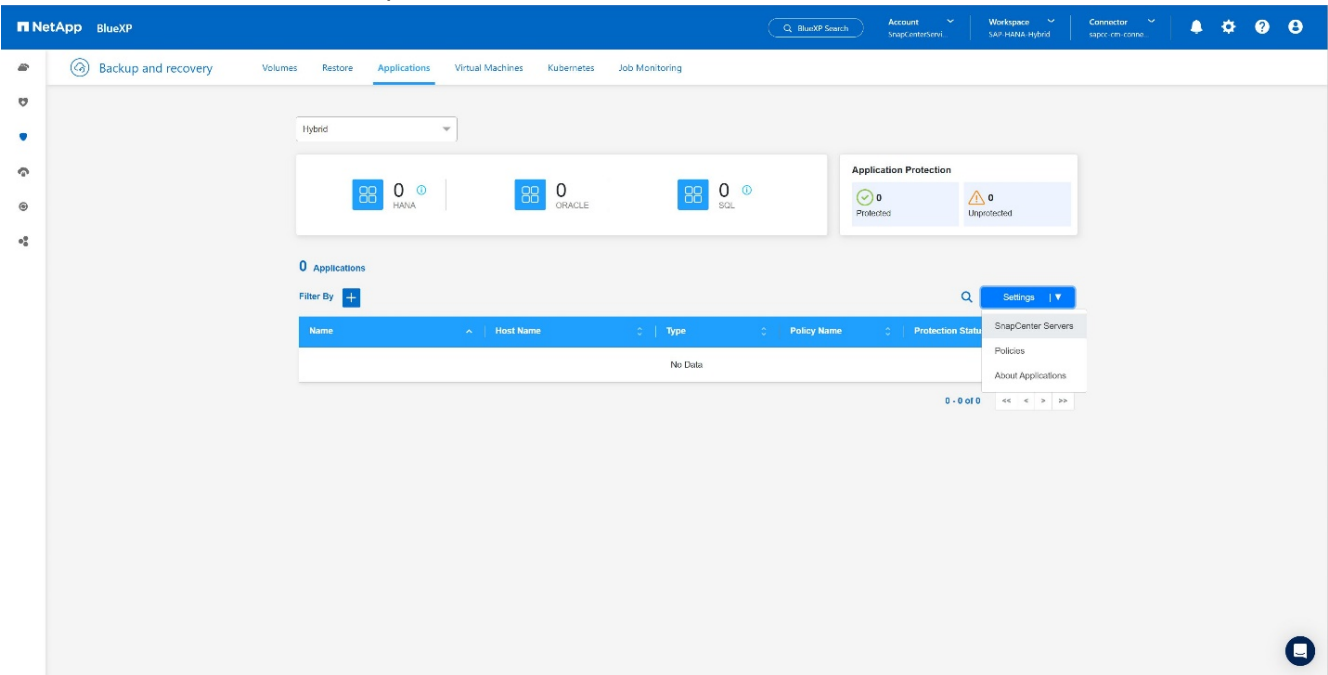 NetApp BlueXP
BlueXP Search
Account
SnapCenterServi...
Workspace
SAP-HANA-Hybrid
Connector
sapcc-cm-conne...
Backup and recovery
Volumes Restore Applications Virtual Machines Kubernetes Job Monitoring
Hybrid
0
HANA
0
ORACLE
0
SQL
Application Protection
0
Protected
0
Unprotected
0 Applications
Filter By +
Settings | ▼
SnapCenter Servers
Policies
About Applications
Name Host Name Type Policy Name Protection Statu
No Data
0 - 0 of 0 << < > >>